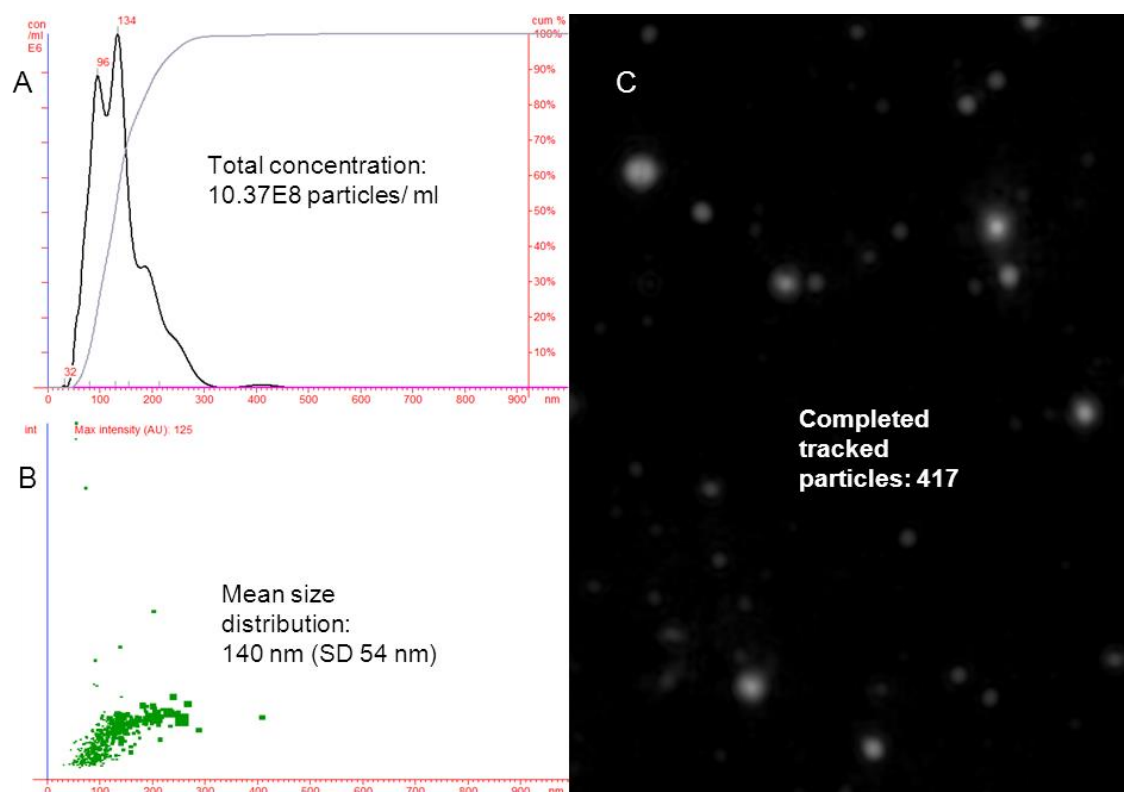 con
/ml
E6
134
cum %
100%
96
90%
A
C
80%
70%
Total concentration:
10.37E8 particles/ ml
60%
50%
40%
30%
20%
10%
32
0 100 200 300 400 500 600 700 800 900 nm
int
Max intensity (AU): 125
Completed
tracked
particles: 417
B
Mean size
distribution:
140 nm (SD 54 nm)
0 100 200 300 400 500 600 700 800 900 nm